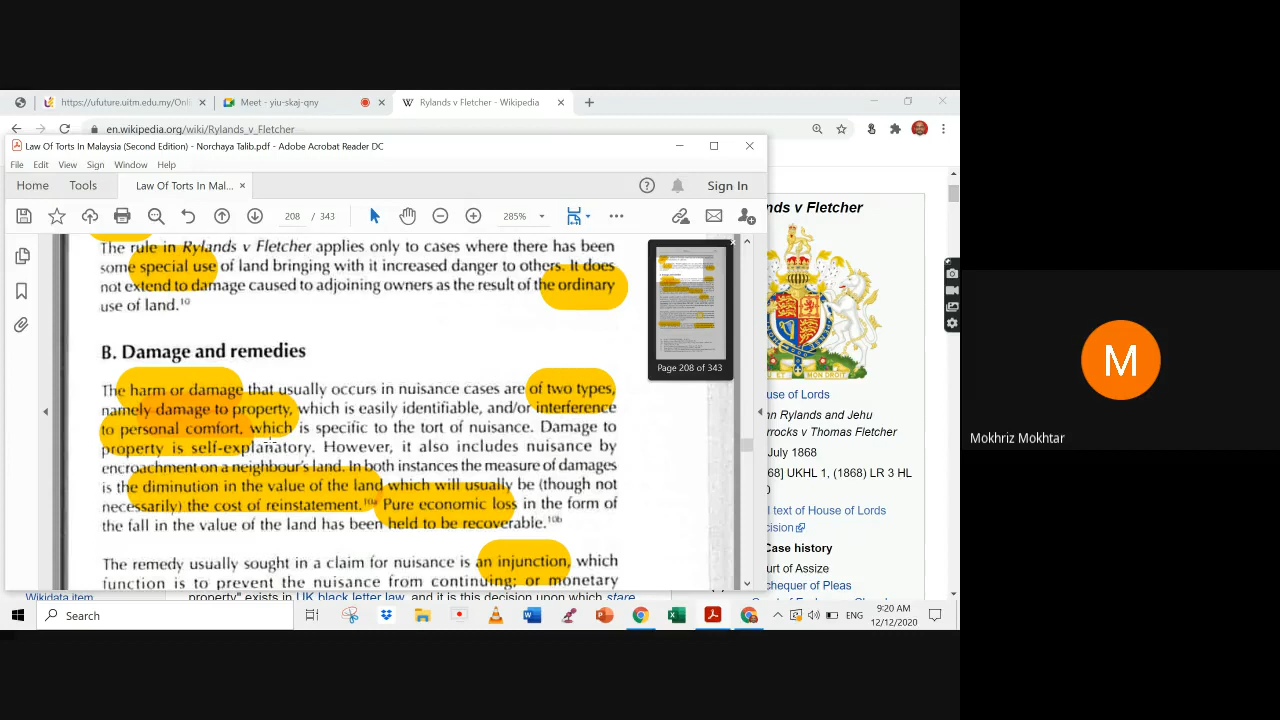 https://ufuture.uitm.edu.my/Onli
Meet - yiu-skaj-qny
Rylands v Fletcher - Wikipedia
en.wikipedia.org/wiki/Rylands_v_Fletcher
Law Of Torts In Malaysia (Second Edition) - Norchaya Talib.pdf - Adobe Acrobat Reader DC
File Edit View Sign Window Help
Home Tools Law Of Torts In Mal... Sign In
208 / 343 285%
The rule in Rylands v Fletcher applies only to cases where there has been
some special use of land bringing with it increased danger to others. It does
not extend to damage caused to adjoining owners as the result of the ordinary
use of land.10
B. Damage and remedies
The harm or damage that usually occurs in nuisance cases are of two types,
namely damage to property, which is easily identifiable, and/or interference
to personal comfort, which is specific to the tort of nuisance. Damage to
property is self-explanatory. However, it also includes nuisance by
encroachment on a neighbour's land. In both instances the measure of damages
is the diminution in the value of the land which will usually be (though not
necessarily) the cost of reinstatement.10a Pure economic loss in the form of
the fall in the value of the land has been held to be recoverable.10b
The remedy usually sought in a claim for nuisance is an injunction, which
function is to prevent the nuisance from continuing; or monetary
Page 208 of 343
nds v Fletcher
use of Lords
nn Rylands and Jehu
rrocks v Thomas Fletcher
July 1868
68] UKHL 1, (1868) LR 3 HL
0
l text of House of Lords
cision
Case history
urt of Assize
chequer of Pleas
Wikidata item
property" exists in UK black letter law, and it is this decision upon which stare
Search
ENG
9:20 AM
12/12/2020
M
Mokhriz Mokhtar